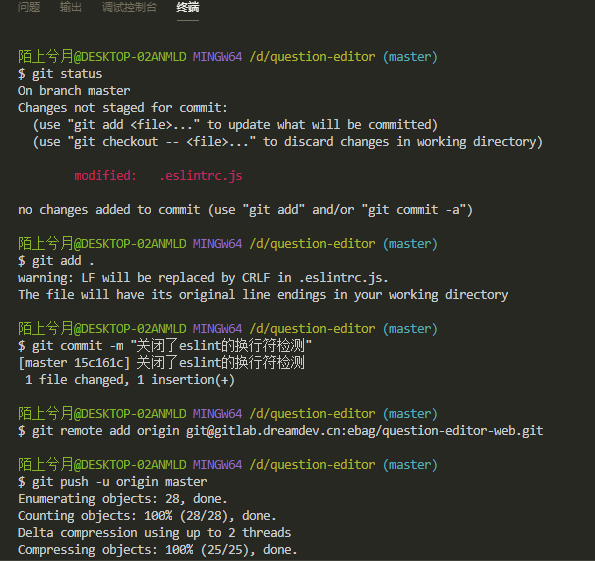 问题 输出 调试控制台 终端
陌上兮月@DESKTOP-02ANMLD MINGW64 /d/question-editor (master)
$ git status
On branch master
Changes not staged for commit:
  (use "git add <file>..." to update what will be committed)
  (use "git checkout -- <file>..." to discard changes in working directory)
        modified:   .eslintrc.js
no changes added to commit (use "git add" and/or "git commit -a")
陌上兮月@DESKTOP-02ANMLD MINGW64 /d/question-editor (master)
$ git add .
warning: LF will be replaced by CRLF in .eslintrc.js.
The file will have its original line endings in your working directory
陌上兮月@DESKTOP-02ANMLD MINGW64 /d/question-editor (master)
$ git commit -m "关闭了eslint的换行符检测"
[master 15c161c] 关闭了eslint的换行符检测
 1 file changed, 1 insertion(+)
陌上兮月@DESKTOP-02ANMLD MINGW64 /d/question-editor (master)
$ git remote add origin git@gitlab.dreamdev.cn:ebag/question-editor-web.git
陌上兮月@DESKTOP-02ANMLD MINGW64 /d/question-editor (master)
$ git push -u origin master
Enumerating objects: 28, done.
Counting objects: 100% (28/28), done.
Delta compression using up to 2 threads
Compressing objects: 100% (25/25), done.